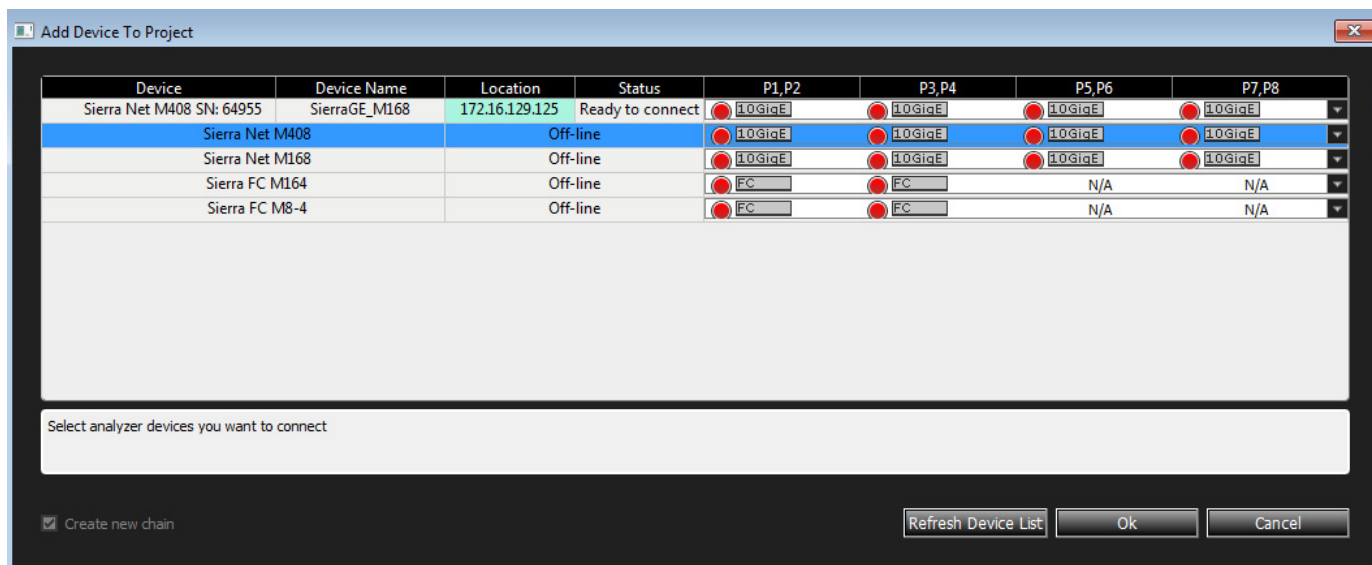 Add Device To Project
Device Device Name Location Status P1,P2 P3,P4 P5,P6 P7,P8
Sierra Net M408 SN: 64955 SierraGE_M168 172.16.129.125 Ready to connect 10GigE 10GigE 10GigE 10GigE
Sierra Net M408 Off-line 10GigE 10GigE 10GigE 10GigE
Sierra Net M168 Off-line 10GigE 10GigE 10GigE 10GigE
Sierra FC M164 Off-line FC FC N/A N/A
Sierra FC M8-4 Off-line FC FC N/A N/A
Select analyzer devices you want to connect
Create new chain Refresh Device List Ok Cancel